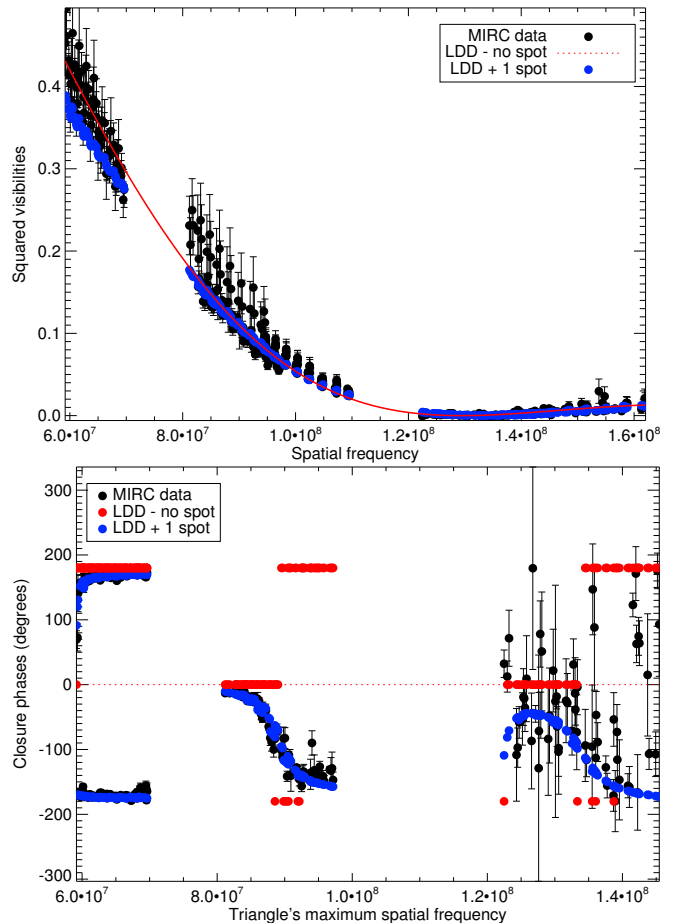 MIRC data
LDD - no spot
LDD + 1 spot
Squared visibilities
0.4
0.3
0.2
0.1
0.0
6.0•10⁷ 8.0•10⁷ 1.0•10⁸ 1.2•10⁸ 1.4•10⁸ 1.6•10⁸
Spatial frequency
MIRC data
LDD - no spot
LDD + 1 spot
Closure phases (degrees)
300
200
100
0
-100
-200
-300
6.0•10⁷ 8.0•10⁷ 1.0•10⁸ 1.2•10⁸ 1.4•10⁸
Triangle's maximum spatial frequency